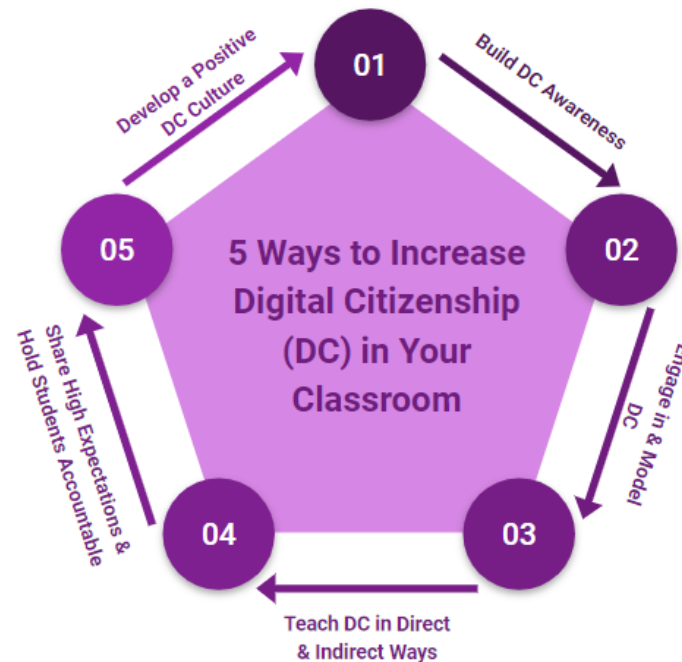 01
Build DC Awareness
02
Engage in & Model
DC
03
Teach DC in Direct
& Indirect Ways
04
Share High Expectations &
Hold Students Accountable
05
Develop a Positive
DC Culture
5 Ways to Increase
Digital Citizenship
(DC) in Your
Classroom